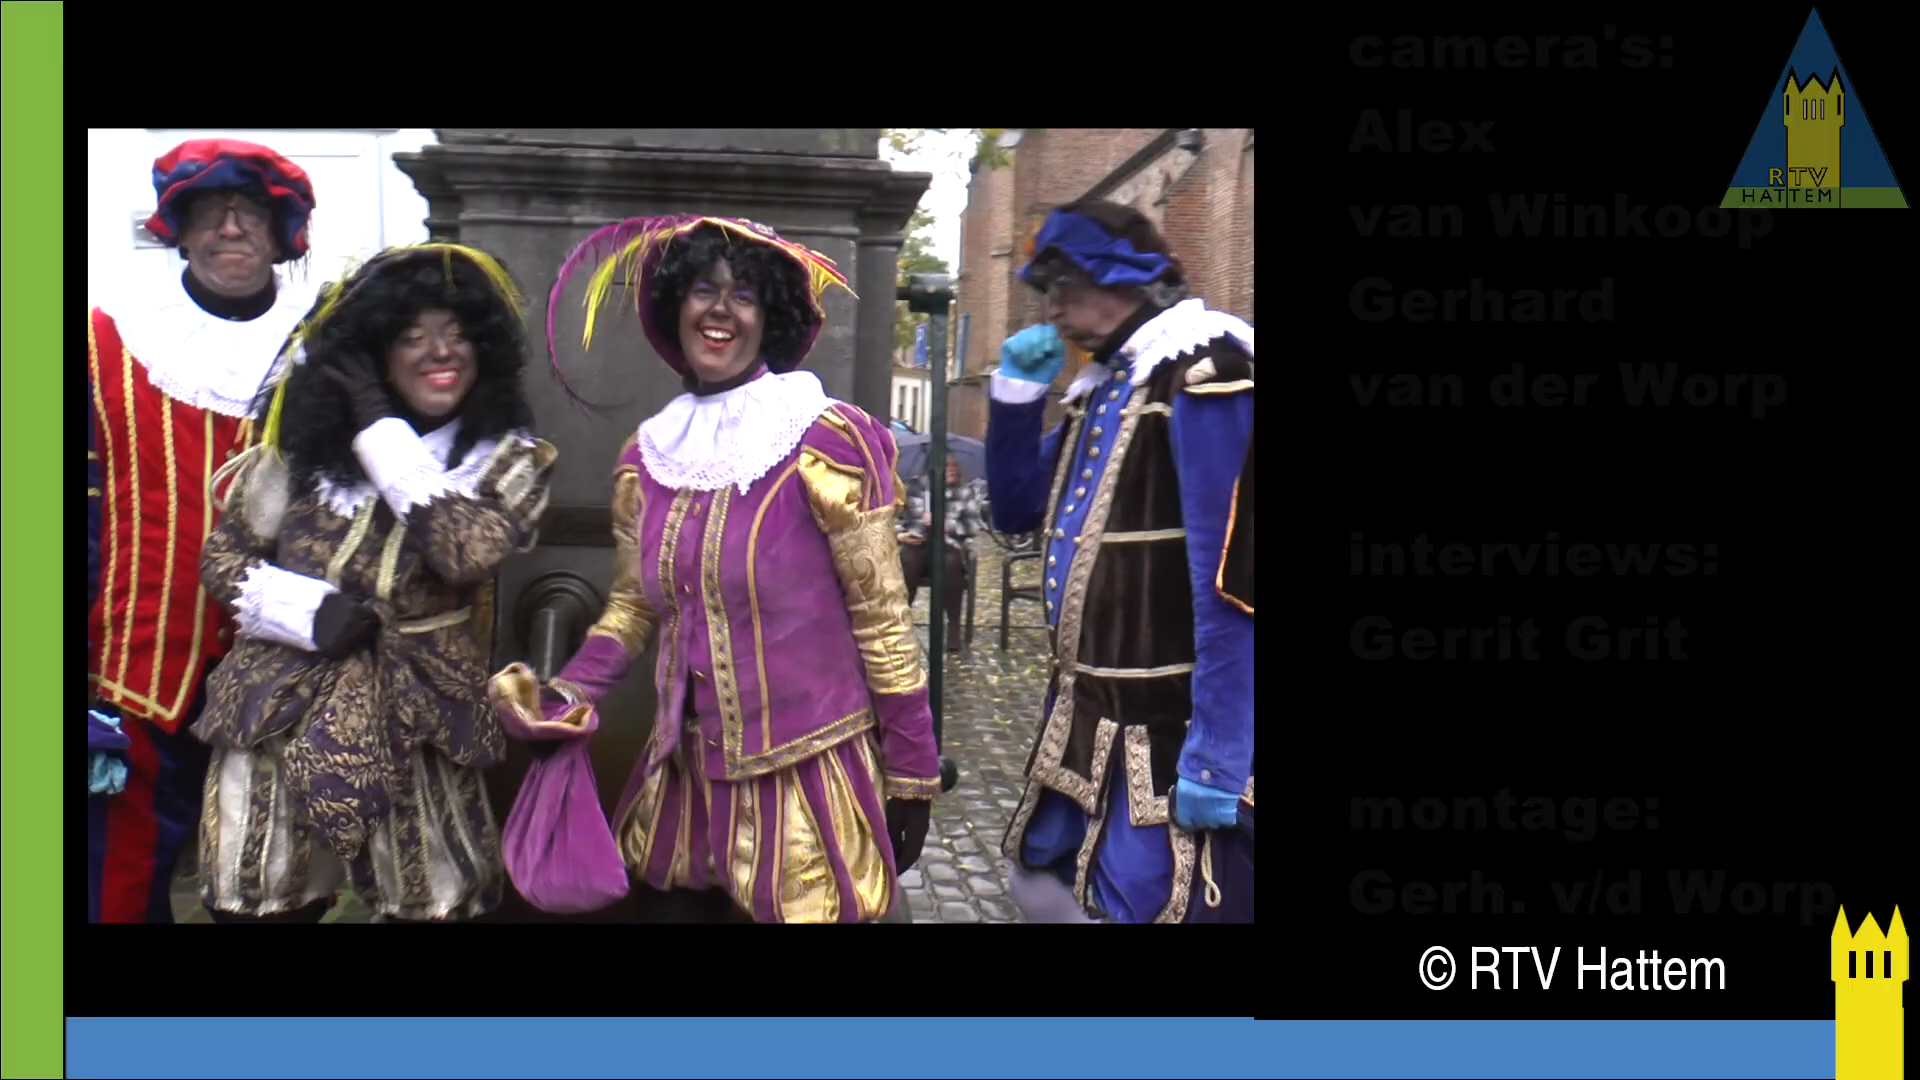 camera's:
Alex
van Winkoop
Gerhard
van der Worp
interviews:
Gerrit Grit
montage:
Gerh. v/d Worp
© RTV Hattem
RTV
HATTEM